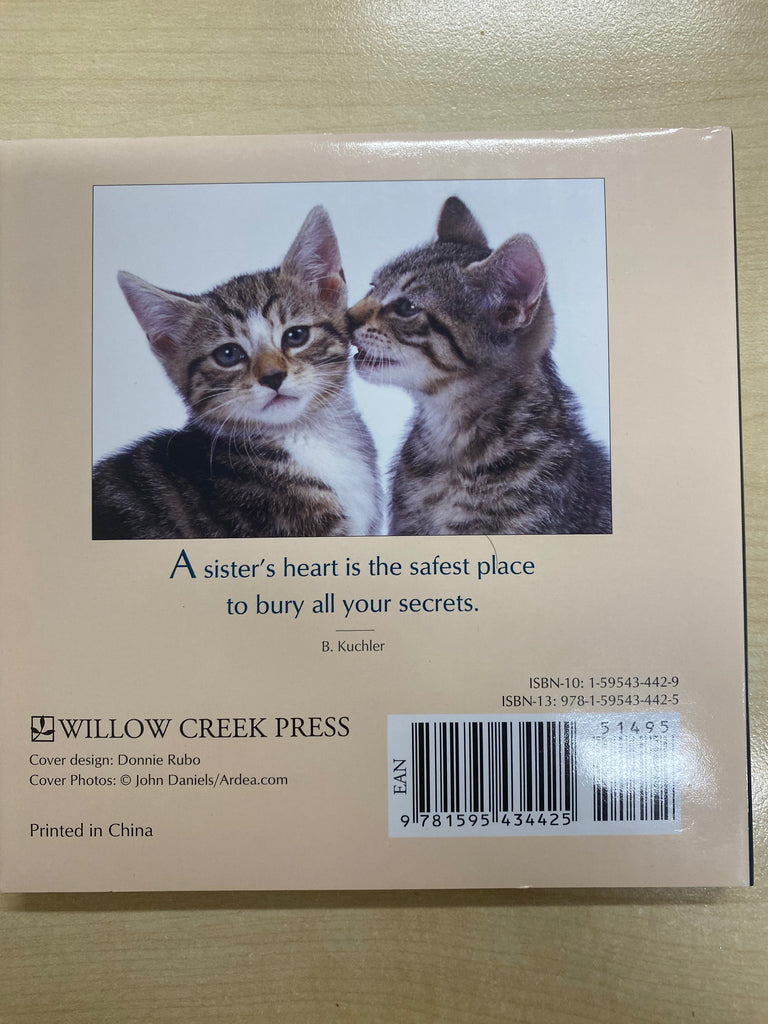 A sister's heart is the safest place
to bury all your secrets.
B. Kuchler
ISBN-10: 1-59543-442-9
ISBN-13: 978-1-59543-442-5
WILLOW CREEK PRESS
Cover design: Donnie Rubo
Cover Photos: © John Daniels/Ardea.com
Printed in China
EAN
51495
9 781595 434425